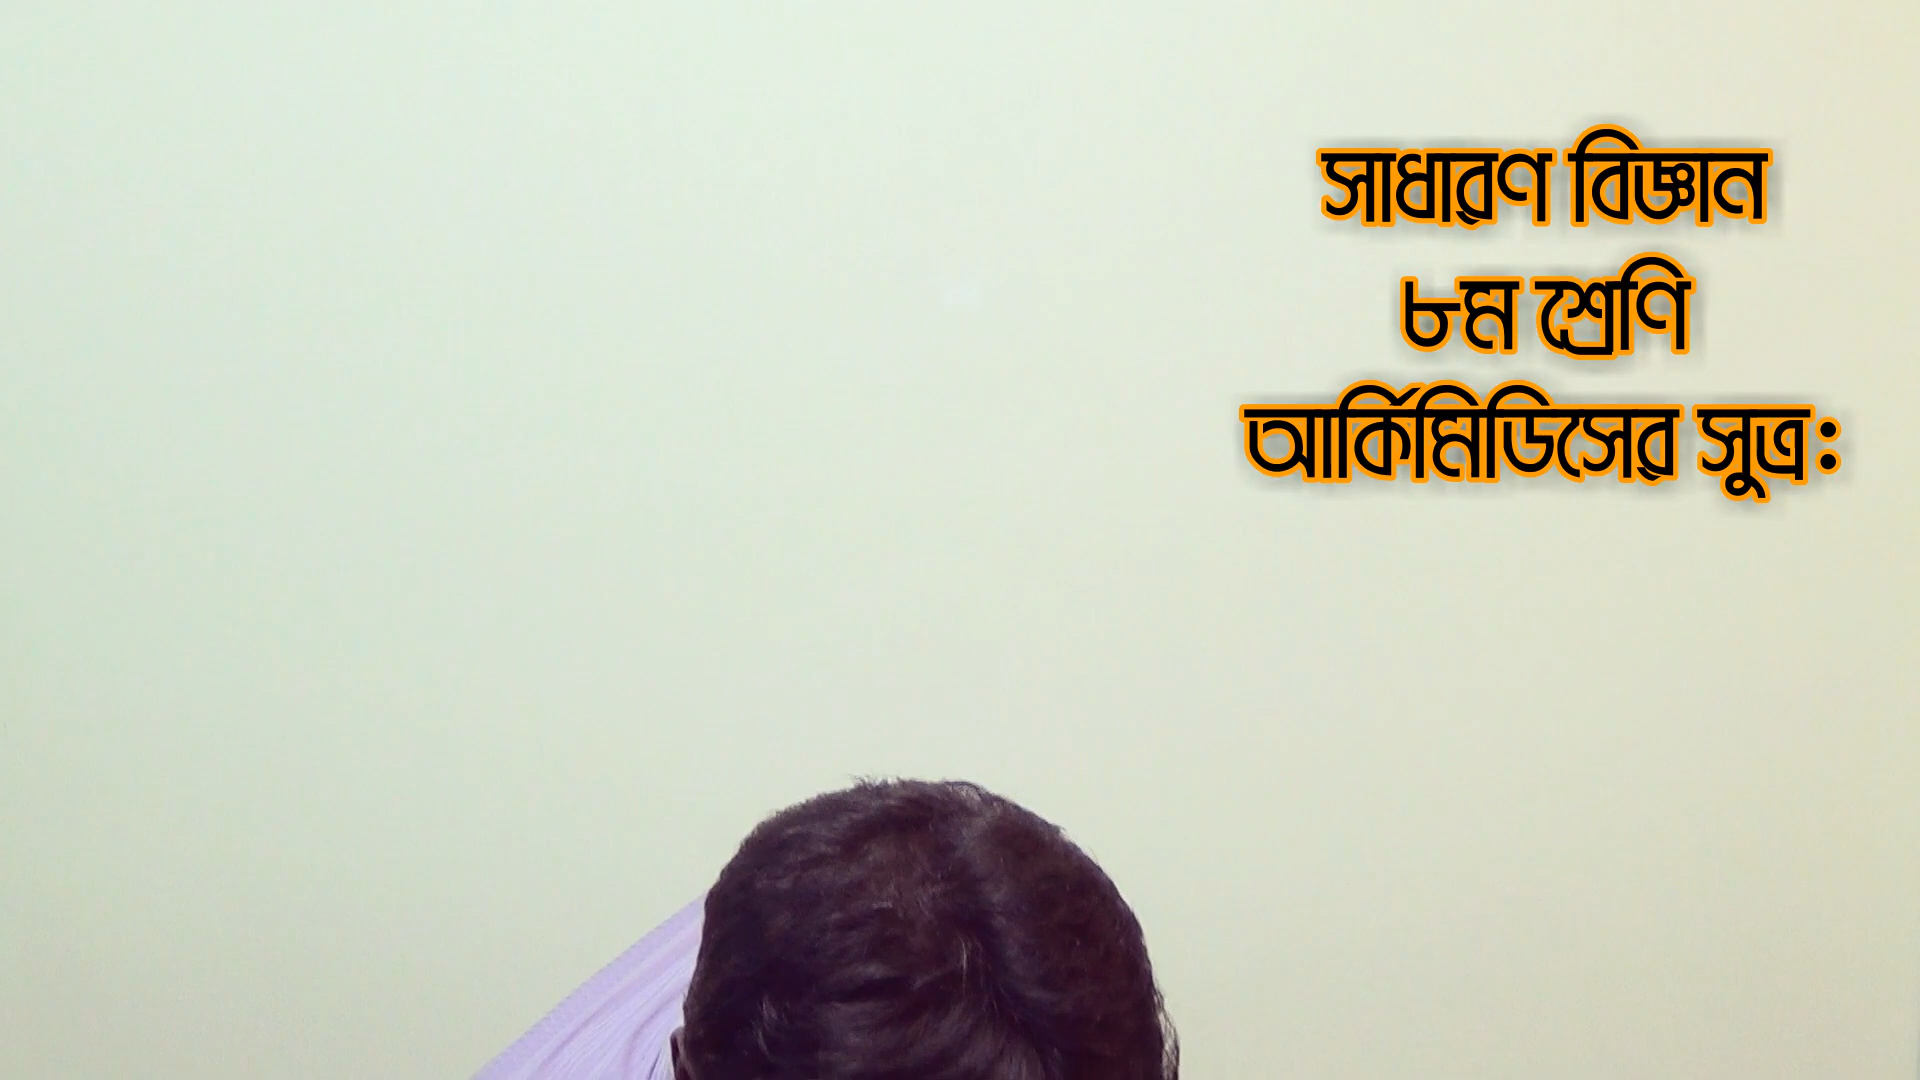 সাধারণ বিজ্ঞান
৮ম শ্রেণি
আর্কিমিডিসের সুত্রঃ